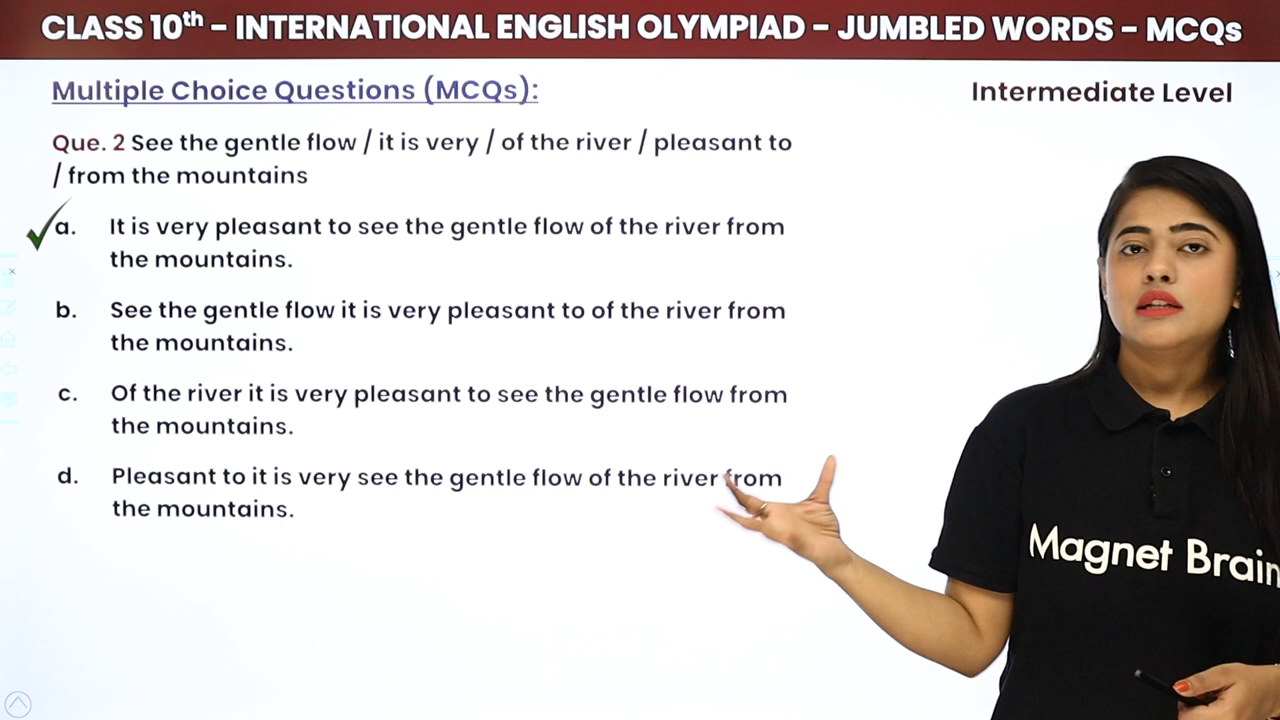 CLASS 10th – INTERNATIONAL ENGLISH OLYMPIAD – JUMBLED WORDS – MCQs
Multiple Choice Questions (MCQs):
Intermediate Level
Que. 2 See the gentle flow / it is very / of the river / pleasant to
/ from the mountains
a. It is very pleasant to see the gentle flow of the river from
the mountains.
b. See the gentle flow it is very pleasant to of the river from
the mountains.
c. Of the river it is very pleasant to see the gentle flow from
the mountains.
d. Pleasant to it is very see the gentle flow of the river from
the mountains.
Magnet Brain